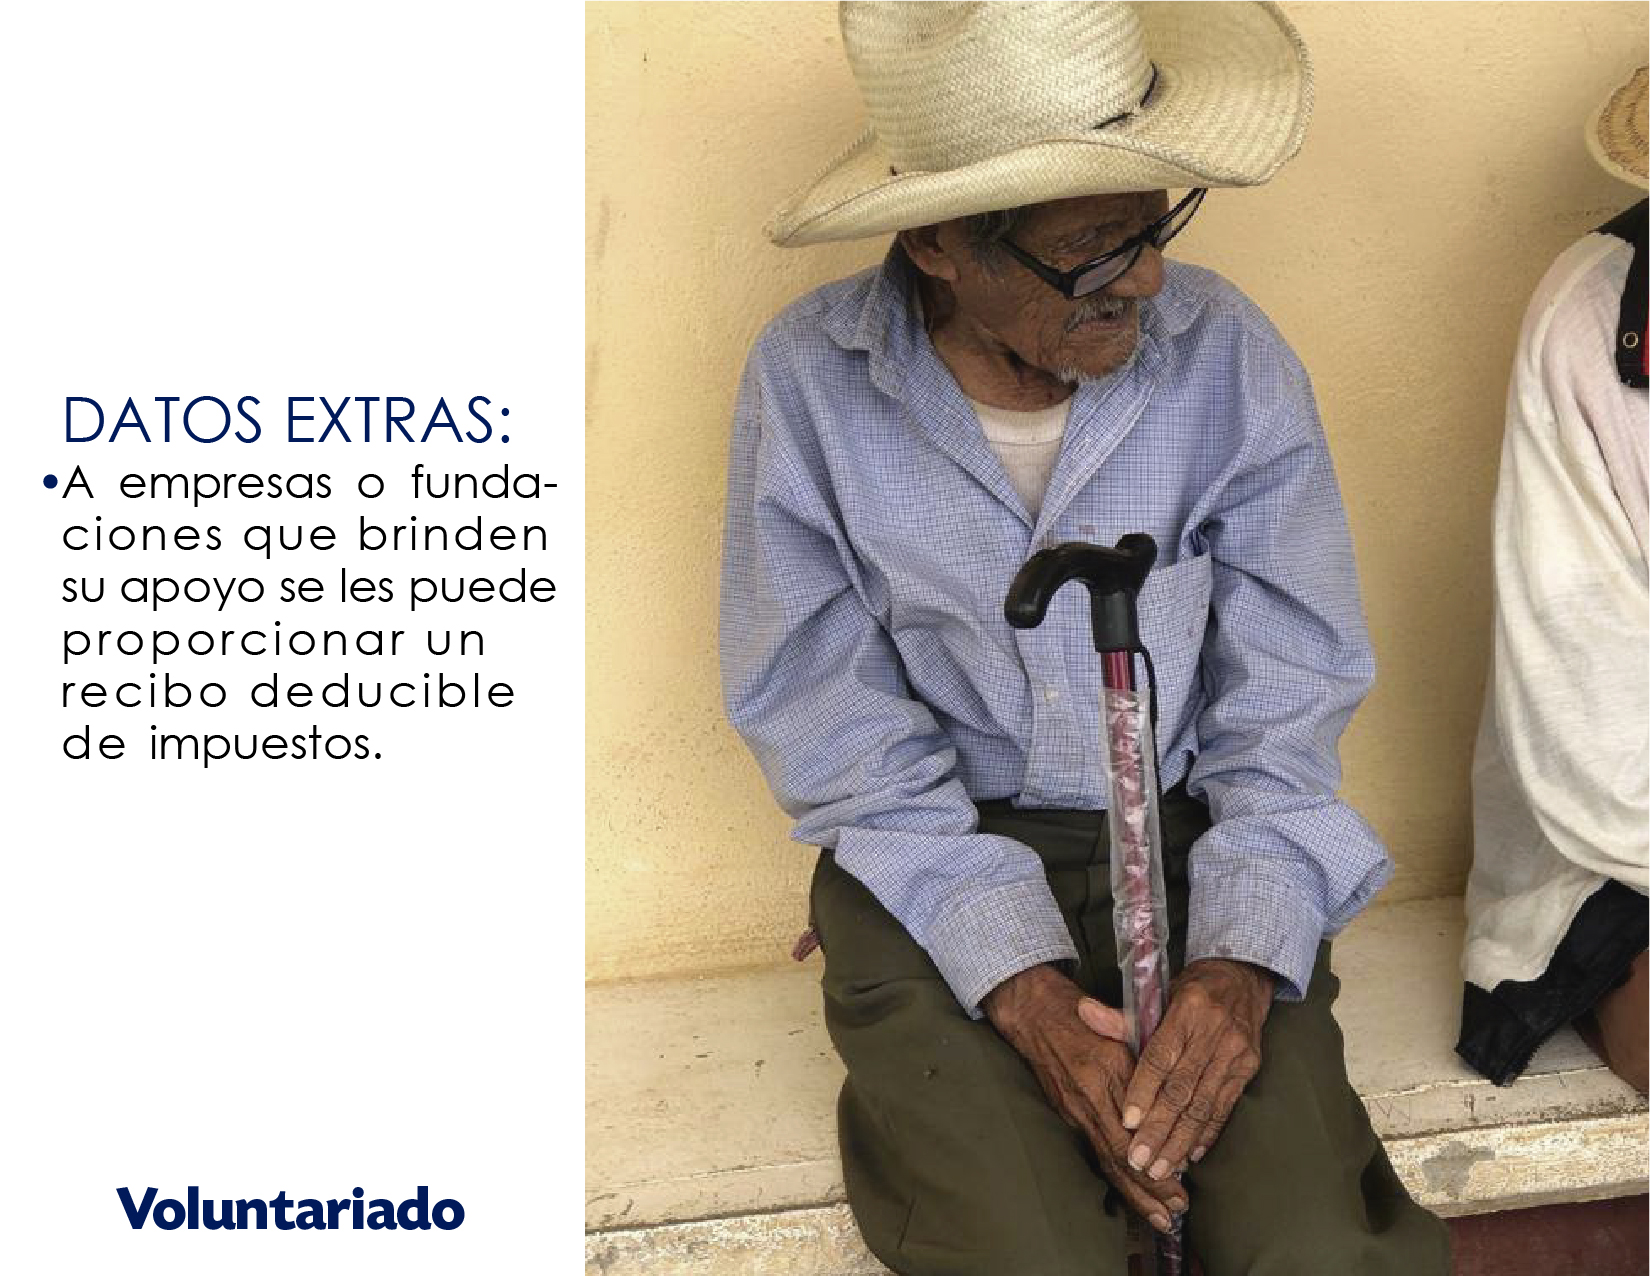 DATOS EXTRAS:
•A empresas o funda-
ciones que brinden
su apoyo se les puede
proporcionar un
recibo deducible
de impuestos.
Voluntariado